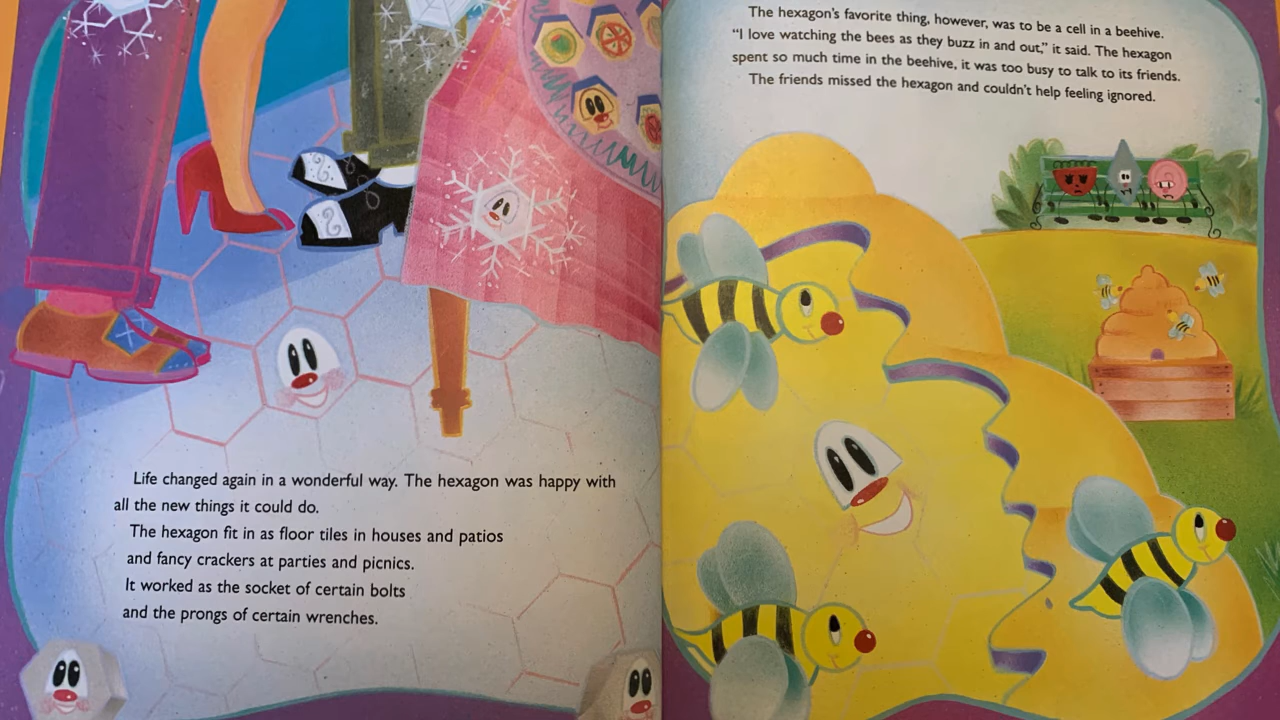 Life changed again in a wonderful way. The hexagon was happy with
all the new things it could do.
The hexagon fit in as floor tiles in houses and patios
and fancy crackers at parties and picnics.
It worked as the socket of certain bolts
and the prongs of certain wrenches.
The hexagon's favorite thing, however, was to be a cell in a beehive.
“I love watching the bees as they buzz in and out,” it said. The hexagon
spent so much time in the beehive, it was too busy to talk to its friends.
The friends missed the hexagon and couldn't help feeling ignored.